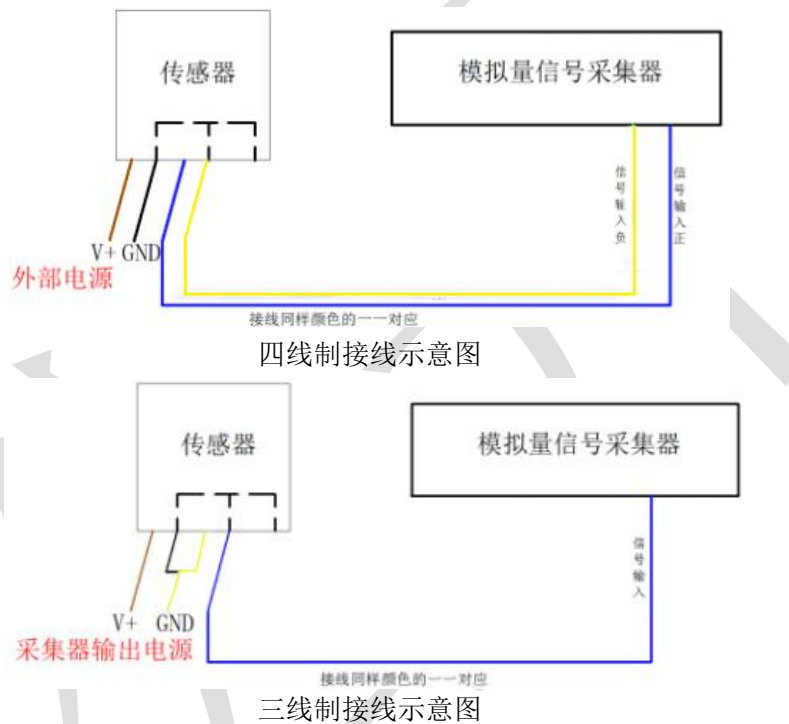 传感器
模拟量信号采集器
信号输入负
信号输入正
V+ GND
外部电源
接线同样颜色的一一对应
四线制接线示意图
传感器
模拟量信号采集器
信号输入
V+ GND
采集器输出电源
接线同样颜色的一一对应
三线制接线示意图